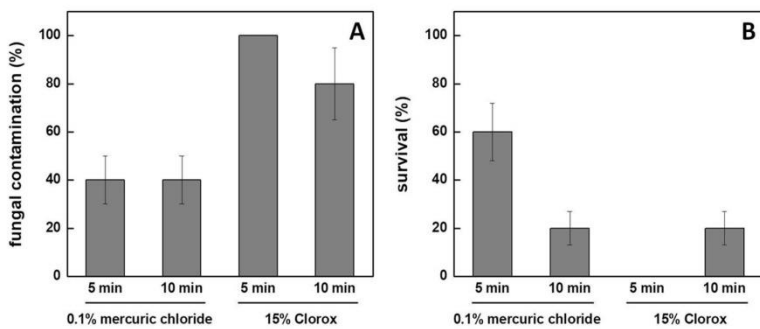 A
fungal contamination (%)
100
80
60
40
20
0
5 min 10 min 5 min 10 min
0.1% mercuric chloride 15% Clorox
B
survival (%)
100
80
60
40
20
0
5 min 10 min 5 min 10 min
0.1% mercuric chloride 15% Clorox